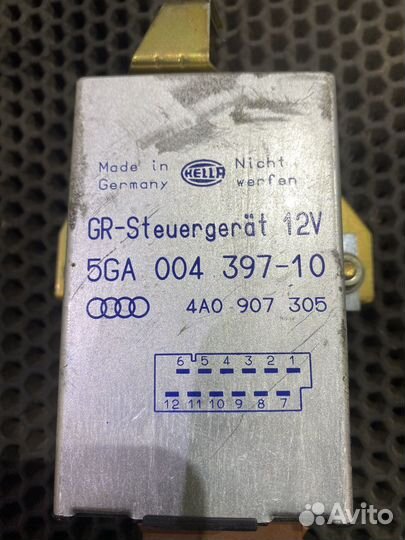 Made in Nicht
Germany HELLA werfen
GR-Steuergerät 12V
5GA 004 397-10
4A0 907 305
6 5 4 3 2 1
12 11 10 9 8 7
Avito